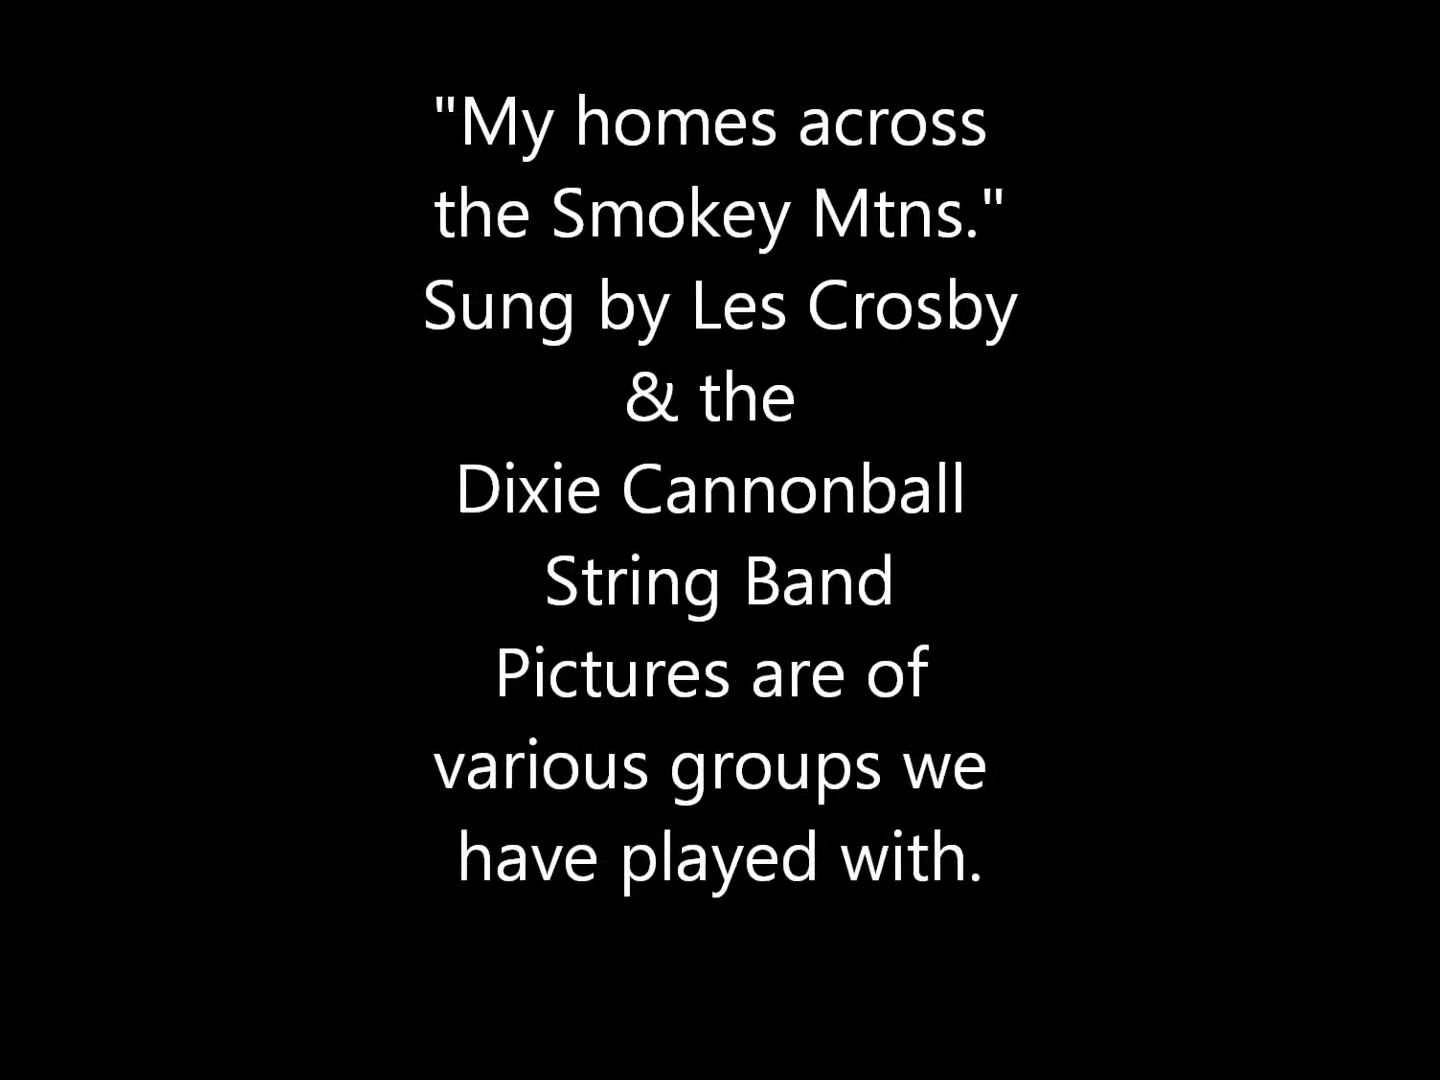 "My homes across
the Smokey Mtns."
Sung by Les Crosby
& the
Dixie Cannonball
String Band
Pictures are of
various groups we
have played with.